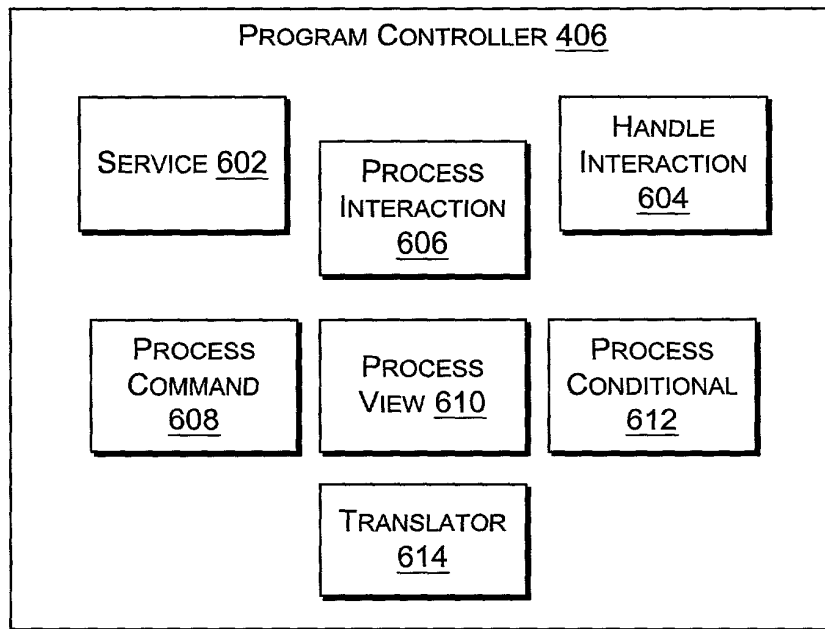 PROGRAM CONTROLLER 406
SERVICE 602
PROCESS
INTERACTION
606
HANDLE
INTERACTION
604
PROCESS
COMMAND
608
PROCESS
VIEW 610
PROCESS
CONDITIONAL
612
TRANSLATOR
614